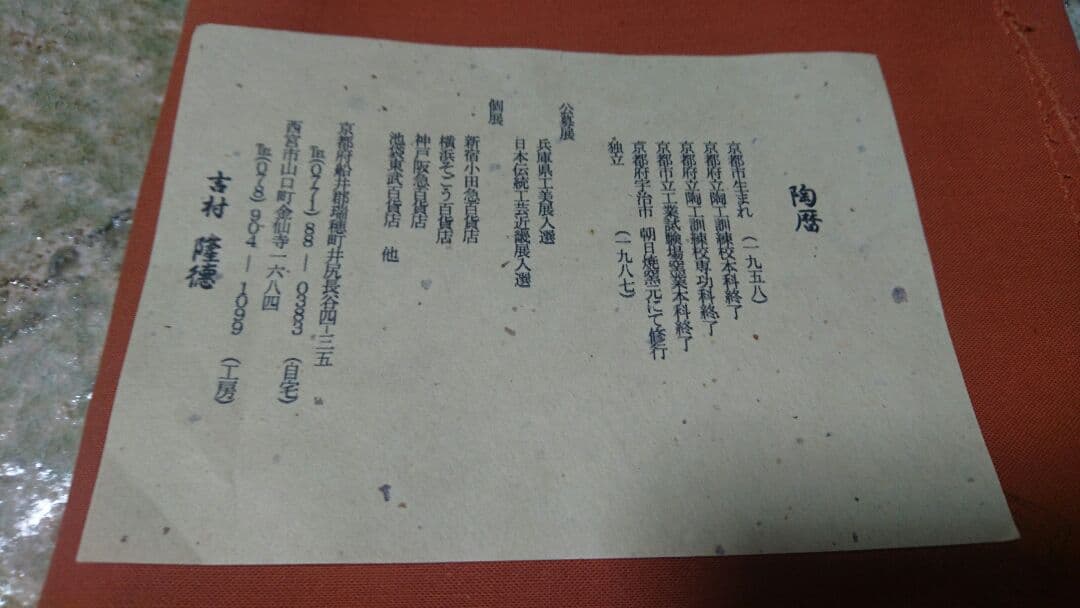 陶暦
京都市生まれ (一九五八)
京都府立陶工訓練校本科終了
京都府立陶工訓練校専功科終了
京都市立工業試験場窯業本科終了
京都府宇治市 朝日焼窯元にて修行
独立 (一九八七)
公募展
兵庫県工美展入選
日本伝統工芸近畿展入選
個展
新宿小田急百貨店
横浜そごう百貨店
神戸阪急百貨店
池袋東武百貨店 他
京都府船井郡瑞穂町井尻長谷四-三五
℡(0771)88―0383 (自宅)
西宮市山口町金仙寺一六八四
℡(078)904―1099 (工房)
吉村 隆徳